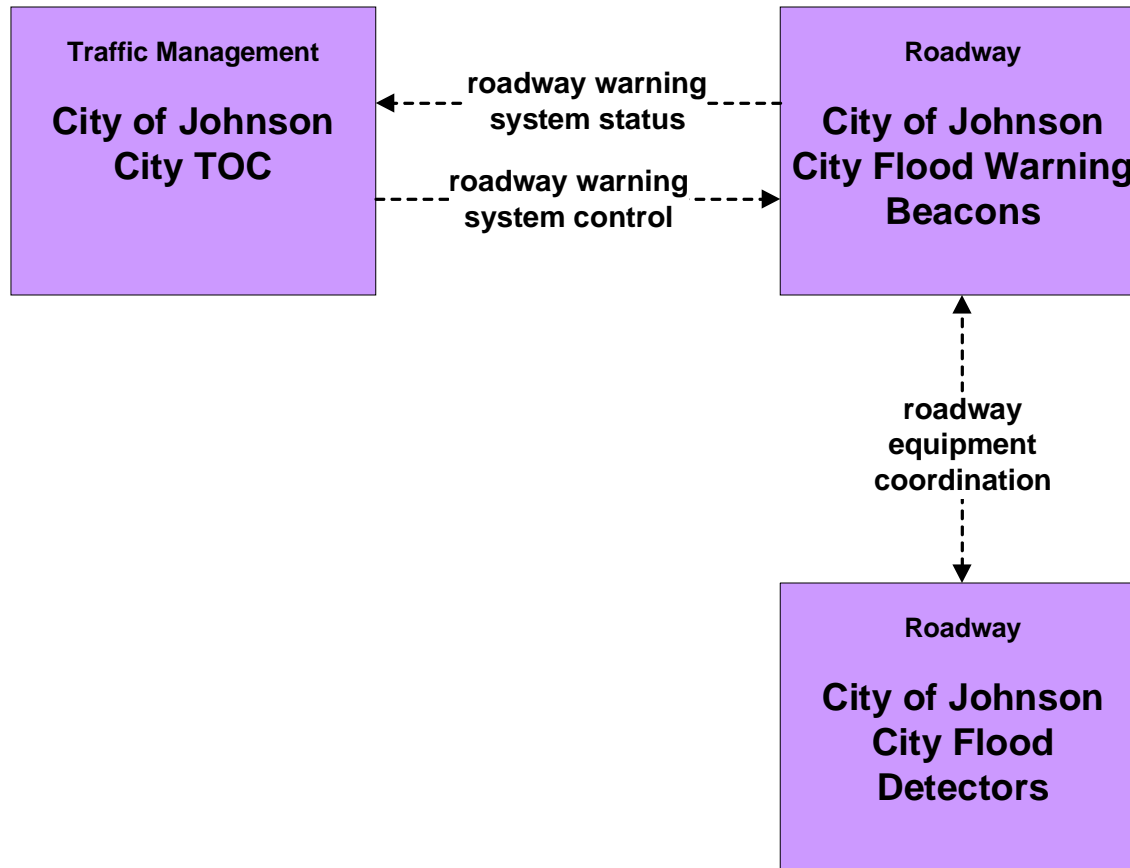 Traffic Management
City of Johnson
City TOC
roadway warning
system status
roadway warning
system control
Roadway
City of Johnson
City Flood Warning
Beacons
roadway
equipment
coordination
Roadway
City of Johnson
City Flood
Detectors